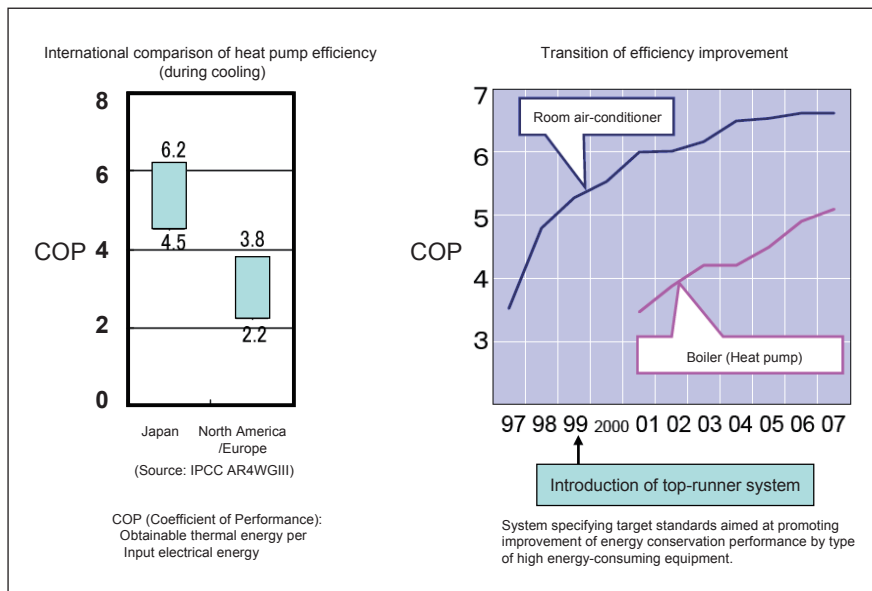 International comparison of heat pump efficiency
(during cooling)
8
6
4
2
0
COP
6.2
4.5
3.8
2.2
Japan
North America
/Europe
(Source: IPCC AR4WGIII)
COP (Coefficient of Performance):
Obtainable thermal energy per
Input electrical energy
Transition of efficiency improvement
7
6
5
4
3
COP
Room air-conditioner
Boiler (Heat pump)
97 98 99 2000 01 02 03 04 05 06 07
Introduction of top-runner system
System specifying target standards aimed at promoting
improvement of energy conservation performance by type
of high energy-consuming equipment.